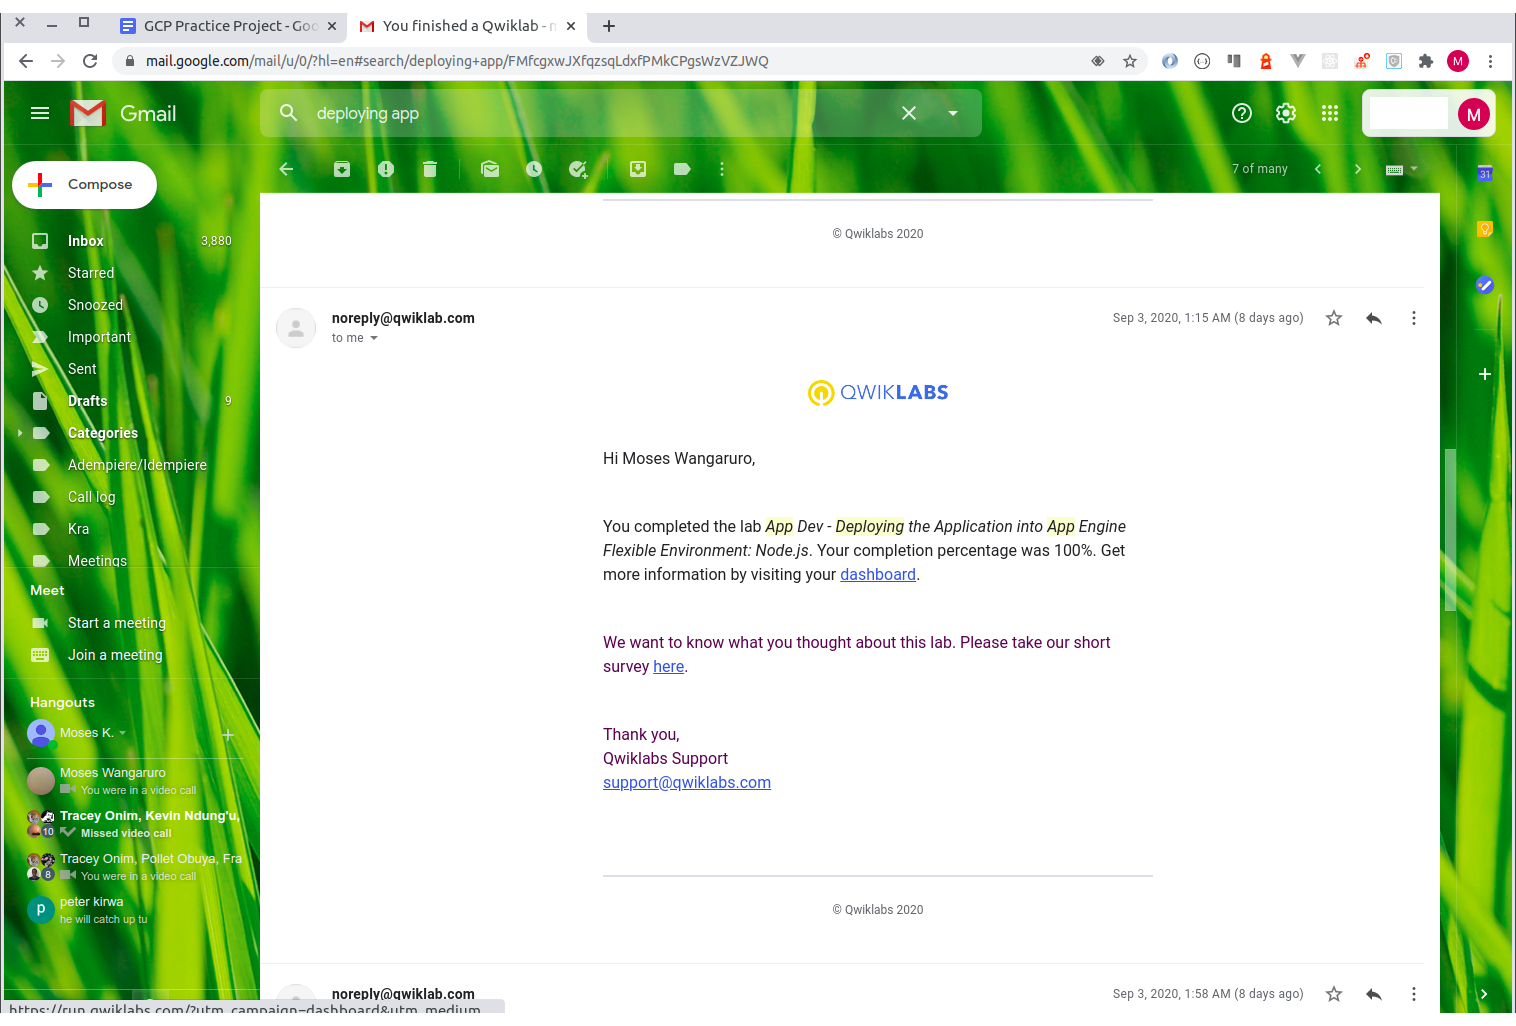 GCP Practice Project - Goo
You finished a Qwiklab - m
mail.google.com/mail/u/0/?hl=en#search/deploying+app/FMfcgxwJXfqzsqLdxfPMkCPgsWzVZJWQ
M
Gmail
deploying app
M
Compose
7 of many
31
Inbox 3,880
Starred
Snoozed
Important
Sent
Drafts 9
Categories
Adempiere/Idempiere
Call log
Kra
Meetings
Meet
Start a meeting
Join a meeting
Hangouts
Moses K.
Moses Wangaruro
You were in a video call
Tracey Onim, Kevin Ndung'u,
10 Missed video call
Tracey Onim, Pollet Obuya, Fra
8 You were in a video call
p peter kirwa
he will catch up tu
© Qwiklabs 2020
noreply@qwiklab.com
Sep 3, 2020, 1:15 AM (8 days ago)
to me
QWIKLABS
Hi Moses Wangaruro,
You completed the lab App Dev - Deploying the Application into App Engine
Flexible Environment: Node.js. Your completion percentage was 100%. Get
more information by visiting your dashboard.
We want to know what you thought about this lab. Please take our short
survey here.
Thank you,
Qwiklabs Support
support@qwiklabs.com
© Qwiklabs 2020
noreply@qwiklab.com
Sep 3, 2020, 1:58 AM (8 days ago)
https://run.qwiklabs.com/?utm_campaign=dashboard&utm_medium